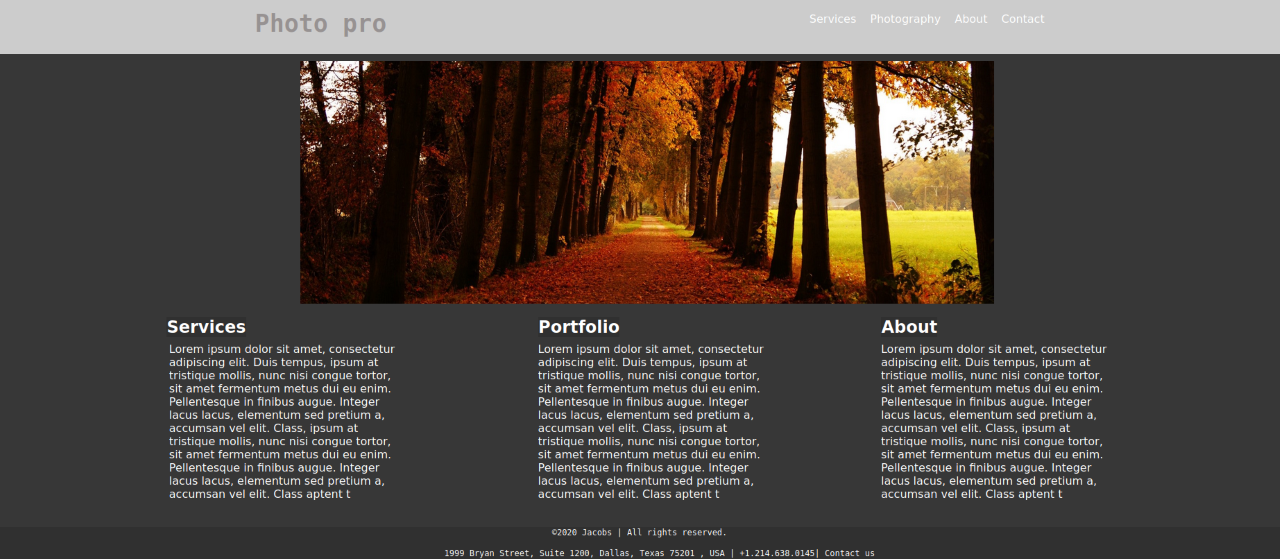 Photo pro
Services Photography About Contact
Services
Lorem ipsum dolor sit amet, consectetur
adipiscing elit. Duis tempus, ipsum at
tristique mollis, nunc nisi congue tortor,
sit amet fermentum metus dui eu enim.
Pellentesque in finibus augue. Integer
lacus lacus, elementum sed pretium a,
accumsan vel elit. Class, ipsum at
tristique mollis, nunc nisi congue tortor,
sit amet fermentum metus dui eu enim.
Pellentesque in finibus augue. Integer
lacus lacus, elementum sed pretium a,
accumsan vel elit. Class aptent t
Portfolio
Lorem ipsum dolor sit amet, consectetur
adipiscing elit. Duis tempus, ipsum at
tristique mollis, nunc nisi congue tortor,
sit amet fermentum metus dui eu enim.
Pellentesque in finibus augue. Integer
lacus lacus, elementum sed pretium a,
accumsan vel elit. Class, ipsum at
tristique mollis, nunc nisi congue tortor,
sit amet fermentum metus dui eu enim.
Pellentesque in finibus augue. Integer
lacus lacus, elementum sed pretium a,
accumsan vel elit. Class aptent t
About
Lorem ipsum dolor sit amet, consectetur
adipiscing elit. Duis tempus, ipsum at
tristique mollis, nunc nisi congue tortor,
sit amet fermentum metus dui eu enim.
Pellentesque in finibus augue. Integer
lacus lacus, elementum sed pretium a,
accumsan vel elit. Class, ipsum at
tristique mollis, nunc nisi congue tortor,
sit amet fermentum metus dui eu enim.
Pellentesque in finibus augue. Integer
lacus lacus, elementum sed pretium a,
accumsan vel elit. Class aptent t
©2020 Jacobs | All rights reserved.
1999 Bryan Street, Suite 1200, Dallas, Texas 75201 , USA | +1.214.638.0145| Contact us